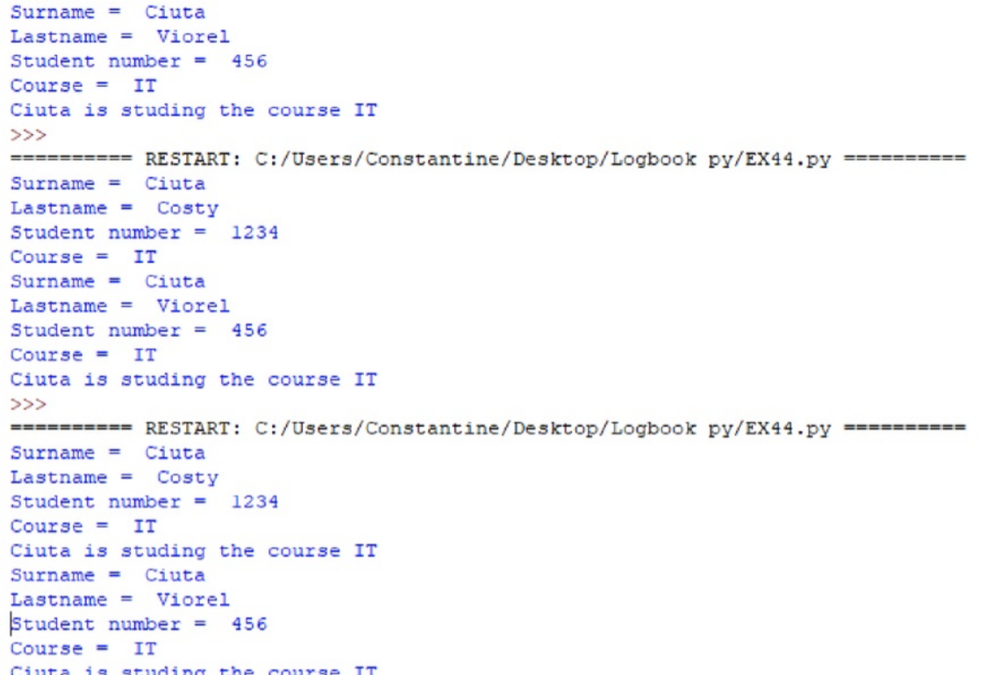 Surname =  Ciuta
Lastname =  Viorel
Student number =  456
Course =  IT
Ciuta is studing the course IT
>>>
========== RESTART: C:/Users/Constantine/Desktop/Logbook py/EX44.py ==========
Surname =  Ciuta
Lastname =  Costy
Student number =  1234
Course =  IT
Surname =  Ciuta
Lastname =  Viorel
Student number =  456
Course =  IT
Ciuta is studing the course IT
>>>
========== RESTART: C:/Users/Constantine/Desktop/Logbook py/EX44.py ==========
Surname =  Ciuta
Lastname =  Costy
Student number =  1234
Course =  IT
Ciuta is studing the course IT
Surname =  Ciuta
Lastname =  Viorel
Student number =  456
Course =  IT
Ciuta is studing the course IT